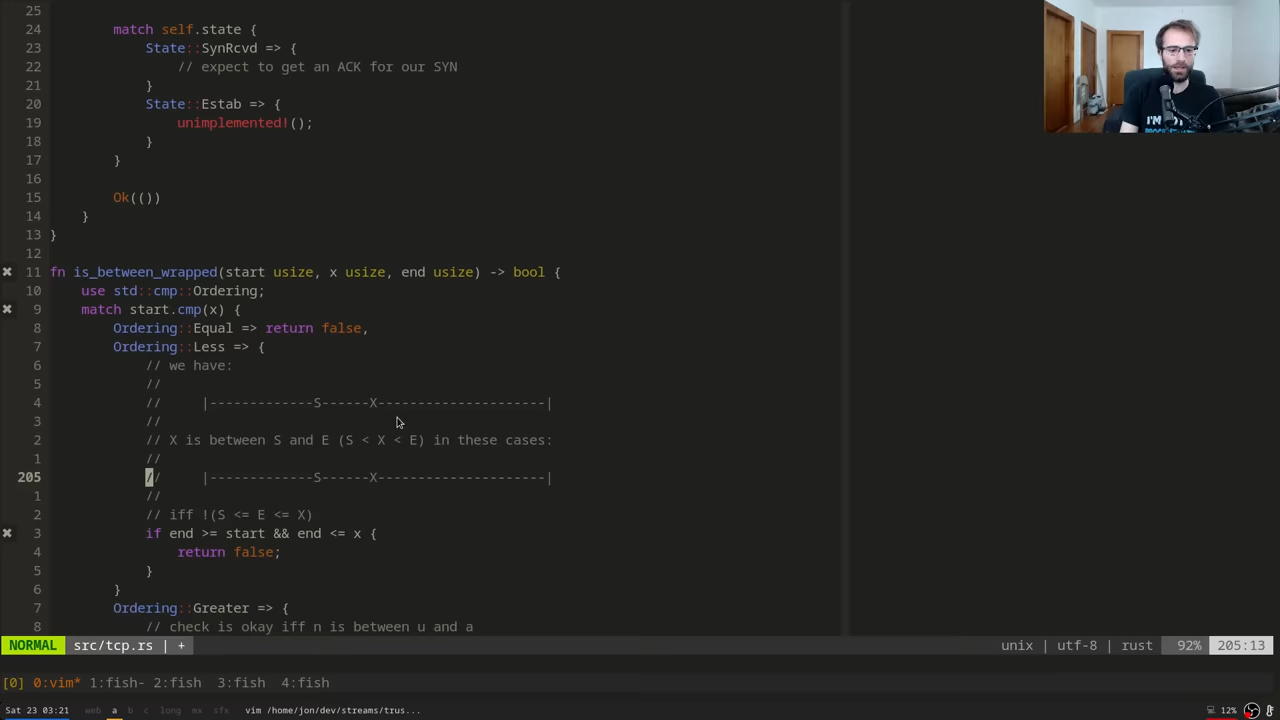 25
24 match self.state {
23 State::SynRcvd => {
22 // expect to get an ACK for our SYN
21 }
20 State::Estab => {
19 unimplemented!();
18 }
17 }
16
15 Ok(())
14 }
13 }
12
✖ 11 fn is_between_wrapped(start usize, x usize, end usize) -> bool {
10 use std::cmp::Ordering;
✖ 9 match start.cmp(x) {
8 Ordering::Equal => return false,
7 Ordering::Less => {
6 // we have:
5 //
4 // |-------------S------X---------------------|
3 //
2 // X is between S and E (S < X < E) in these cases:
1 //
205 // |-------------S------X---------------------|
1 //
2 // iff !(S <= E <= X)
✖ 3 if end >= start && end <= x {
4 return false;
5 }
6 }
7 Ordering::Greater => {
8 // check is okay iff n is between u and a
NORMAL src/tcp.rs | + unix | utf-8 | rust 92% 205:13
[0] 0:vim* 1:fish- 2:fish 3:fish 4:fish
Sat 23 03:21 web a b c long mx sfx vim /home/jon/dev/streams/trus... 12%